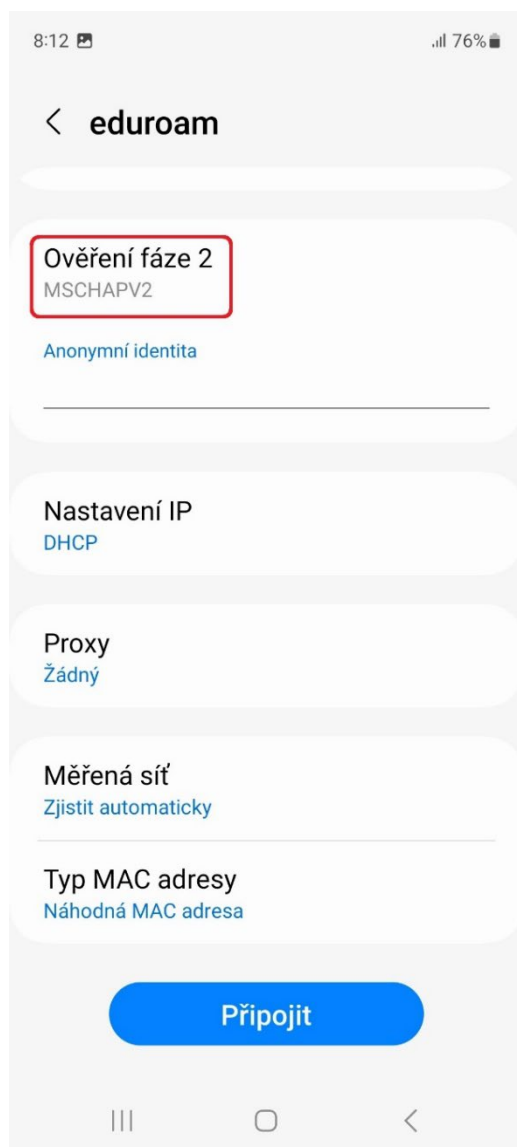 8:12 76%
eduroam
Ověření fáze 2
MSCHAPV2
Anonymní identita
Nastavení IP
DHCP
Proxy
Žádný
Měřená síť
Zjistit automaticky
Typ MAC adresy
Náhodná MAC adresa
Připojit